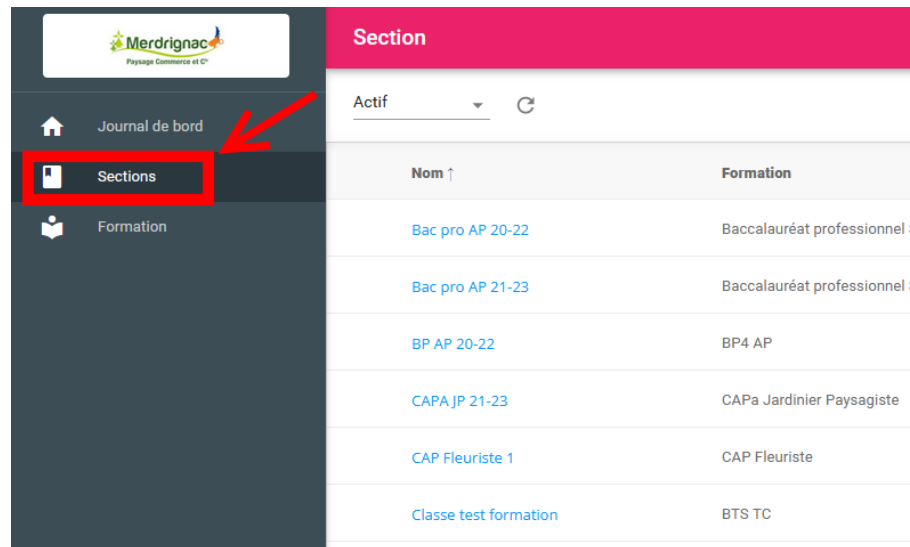 Merdrignac
Paysage Commerce et Cie
Section
Actif
Journal de bord
Sections
Formation
Nom ↑ Formation
Bac pro AP 20-22 Baccalauréat professionnel
Bac pro AP 21-23 Baccalauréat professionnel
BP AP 20-22 BP4 AP
CAPA JP 21-23 CAPa Jardinier Paysagiste
CAP Fleuriste 1 CAP Fleuriste
Classe test formation BTS TC